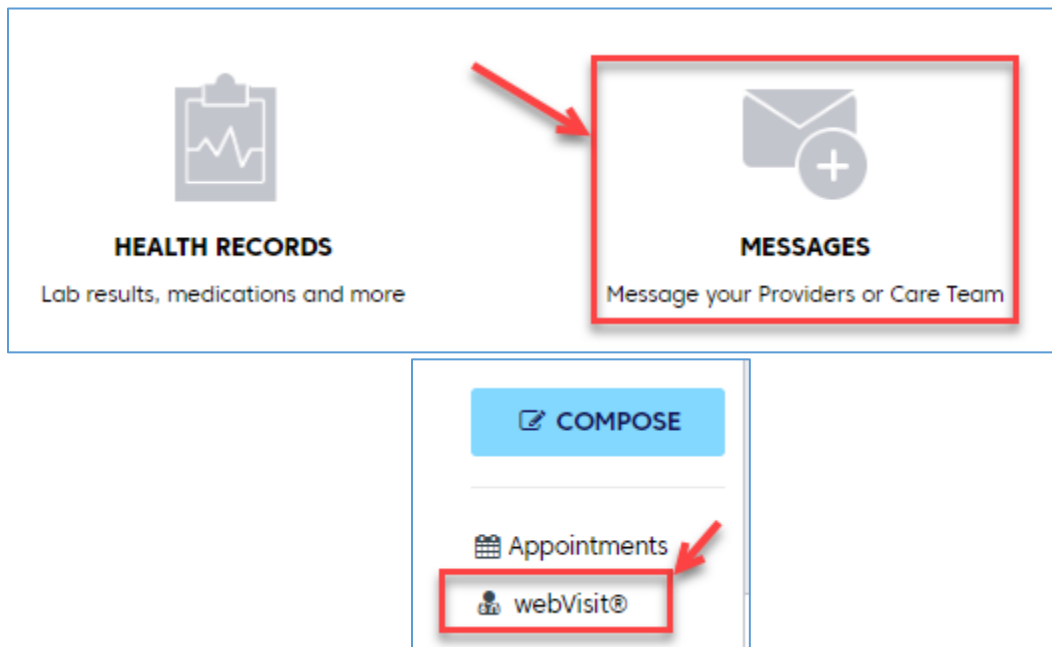 HEALTH RECORDS
Lab results, medications and more
MESSAGES
Message your Providers or Care Team
COMPOSE
Appointments
webVisit®